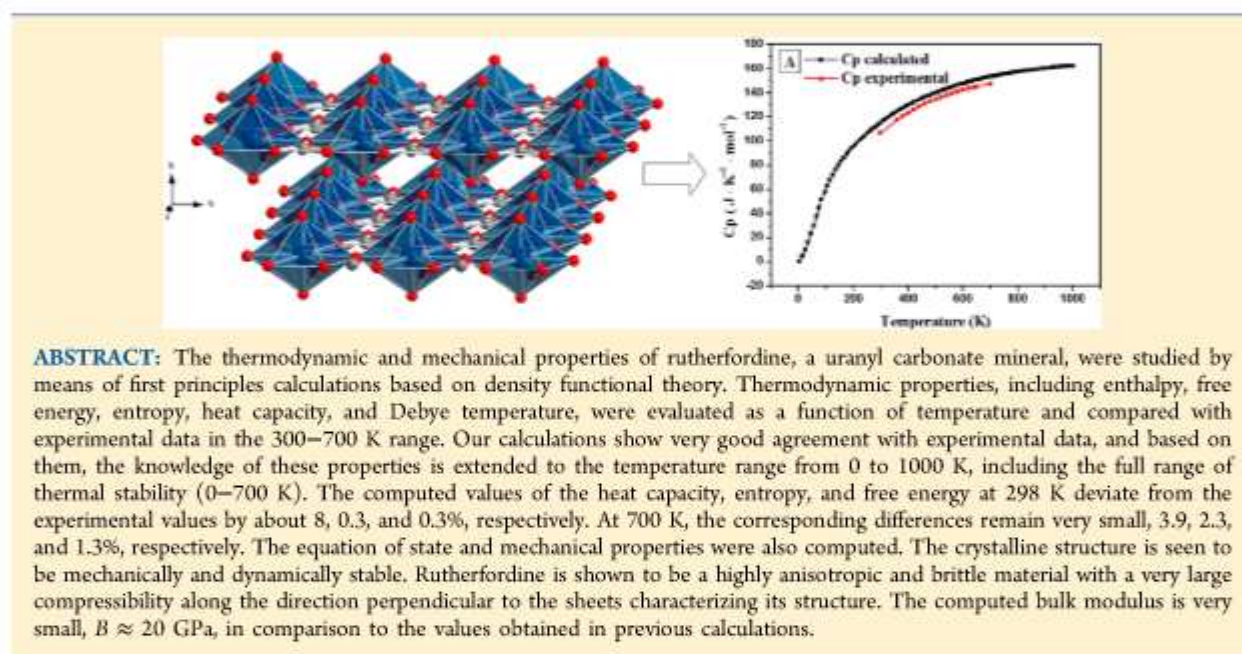 180
160
140
120
100
80
60
40
20
0
-20
A
Cp calculated
Cp experimental
Cp (J · K⁻¹ · mol⁻¹)
0 200 400 600 800 1000
Temperature (K)
ABSTRACT: The thermodynamic and mechanical properties of rutherfordine, a uranyl carbonate mineral, were studied by
means of first principles calculations based on density functional theory. Thermodynamic properties, including enthalpy, free
energy, entropy, heat capacity, and Debye temperature, were evaluated as a function of temperature and compared with
experimental data in the 300−700 K range. Our calculations show very good agreement with experimental data, and based on
them, the knowledge of these properties is extended to the temperature range from 0 to 1000 K, including the full range of
thermal stability (0−700 K). The computed values of the heat capacity, entropy, and free energy at 298 K deviate from the
experimental values by about 8, 0.3, and 0.3%, respectively. At 700 K, the corresponding differences remain very small, 3.9, 2.3,
and 1.3%, respectively. The equation of state and mechanical properties were also computed. The crystalline structure is seen to
be mechanically and dynamically stable. Rutherfordine is shown to be a highly anisotropic and brittle material with a very large
compressibility along the direction perpendicular to the sheets characterizing its structure. The computed bulk modulus is very
small, B ≈ 20 GPa, in comparison to the values obtained in previous calculations.